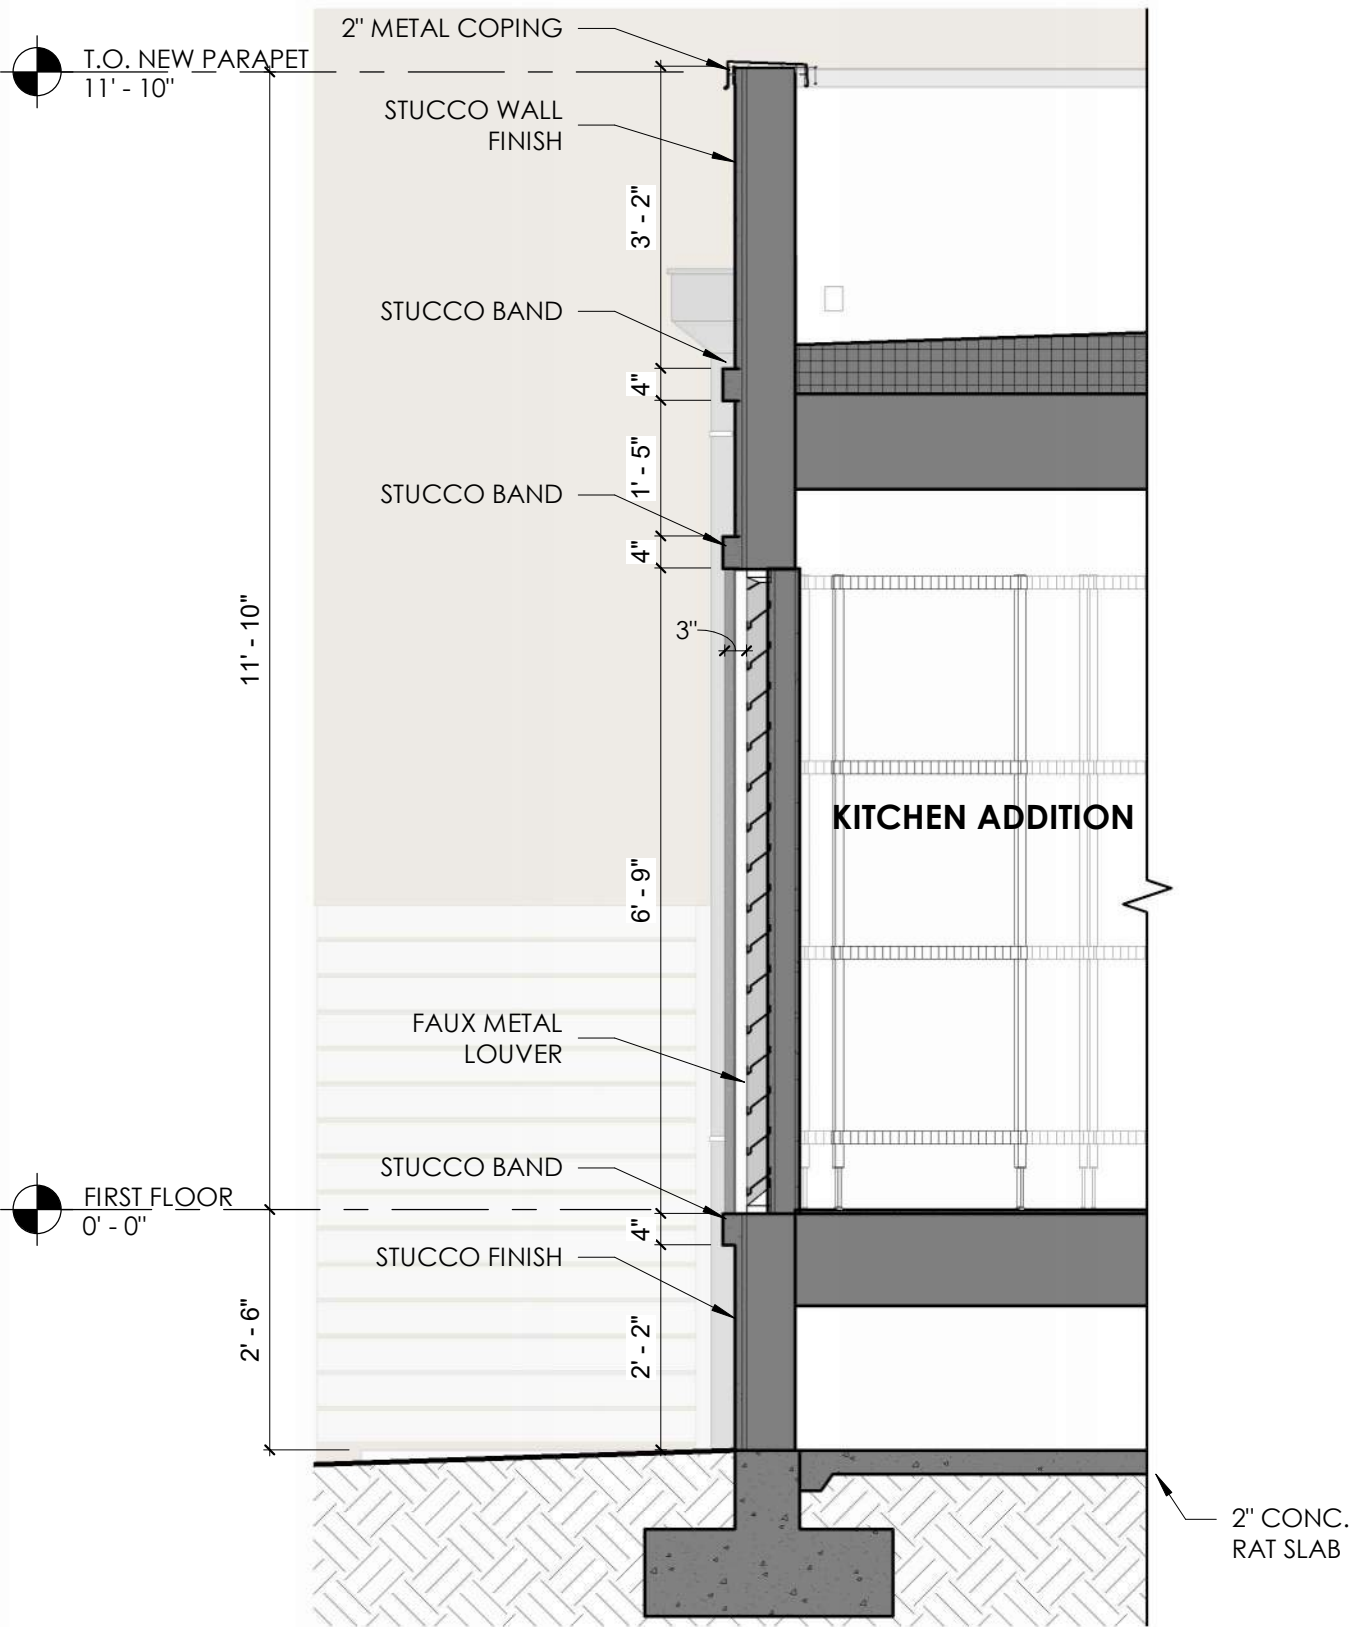 2" METAL COPING
T.O. NEW PARAPET
11' - 10"
STUCCO WALL
FINISH
3' - 2"
STUCCO BAND
4"
1' - 5"
STUCCO BAND
4"
11' - 10"
3"
KITCHEN ADDITION
6' - 9"
FAUX METAL
LOUVER
STUCCO BAND
FIRST FLOOR
0' - 0"
4"
STUCCO FINISH
2' - 6"
2' - 2"
2" CONC.
RAT SLAB